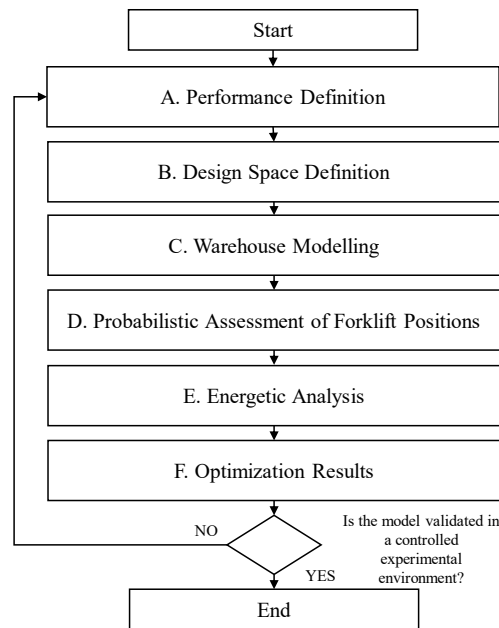 Start
A. Performance Definition
B. Design Space Definition
C. Warehouse Modelling
D. Probabilistic Assessment of Forklift Positions
E. Energetic Analysis
F. Optimization Results
NO
Is the model validated in
a controlled
experimental
environment?
YES
End